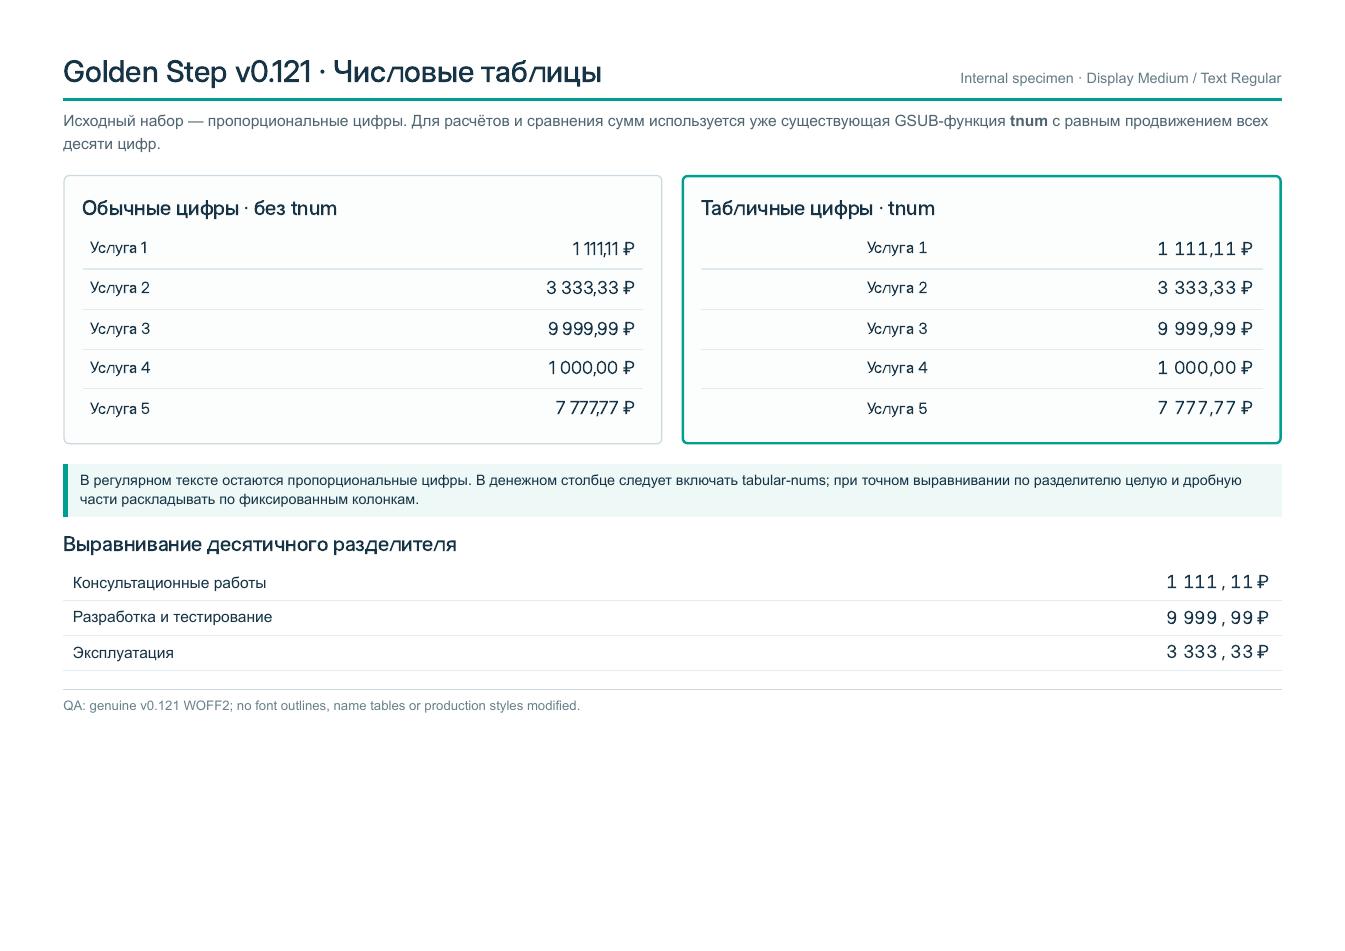 Golden Step v0.121 · Числовые таблицы
Internal specimen · Display Medium / Text Regular
Исходный набор — пропорциональные цифры. Для расчётов и сравнения сумм используется уже существующая GSUB-функция tnum с равным продвижением всех
десяти цифр.
Обычные цифры · без tnum
Услуга 1 1 111,11 ₽
Услуга 2 3 333,33 ₽
Услуга 3 9 999,99 ₽
Услуга 4 1 000,00 ₽
Услуга 5 7 777,77 ₽
Табличные цифры · tnum
Услуга 1 1 111,11 ₽
Услуга 2 3 333,33 ₽
Услуга 3 9 999,99 ₽
Услуга 4 1 000,00 ₽
Услуга 5 7 777,77 ₽
В регулярном тексте остаются пропорциональные цифры. В денежном столбце следует включать tabular-nums; при точном выравнивании по разделителю целую и дробную
части раскладывать по фиксированным колонкам.
Выравнивание десятичного разделителя
Консультационные работы 1 111 , 11 ₽
Разработка и тестирование 9 999 , 99 ₽
Эксплуатация 3 333 , 33 ₽
QA: genuine v0.121 WOFF2; no font outlines, name tables or production styles modified.